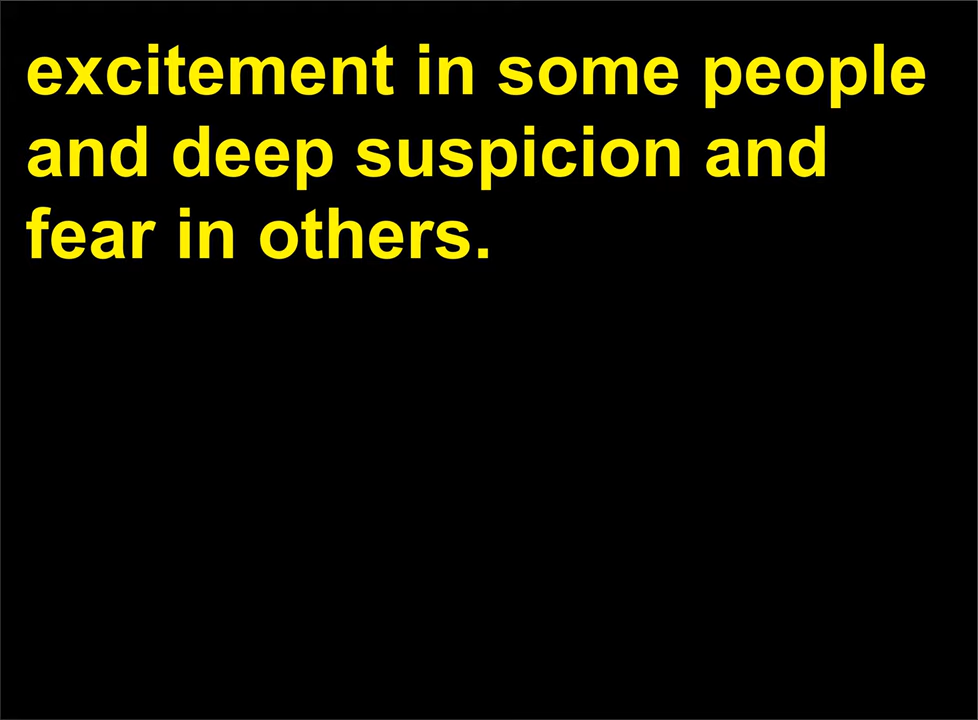 excitement in some people
and deep suspicion and
fear in others.